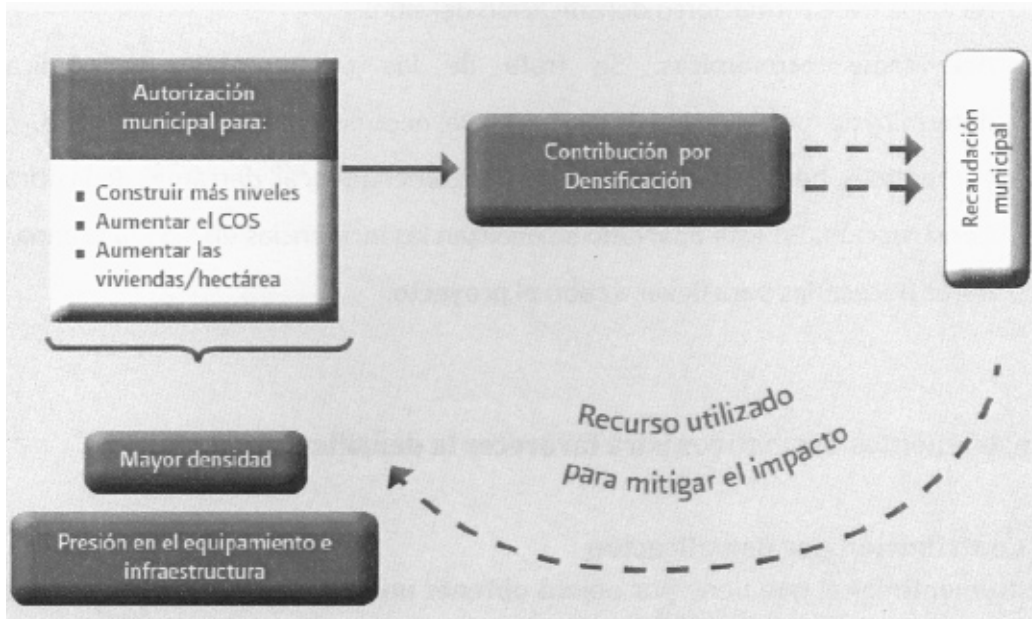 Autorización
municipal para:
▪ Construir más niveles
▪ Aumentar el COS
▪ Aumentar las
viviendas/hectárea
Contribución por
Densificación
Recaudación
municipal
Recurso utilizado
para mitigar el impacto
Mayor densidad
Presión en el equipamiento e
infraestructura